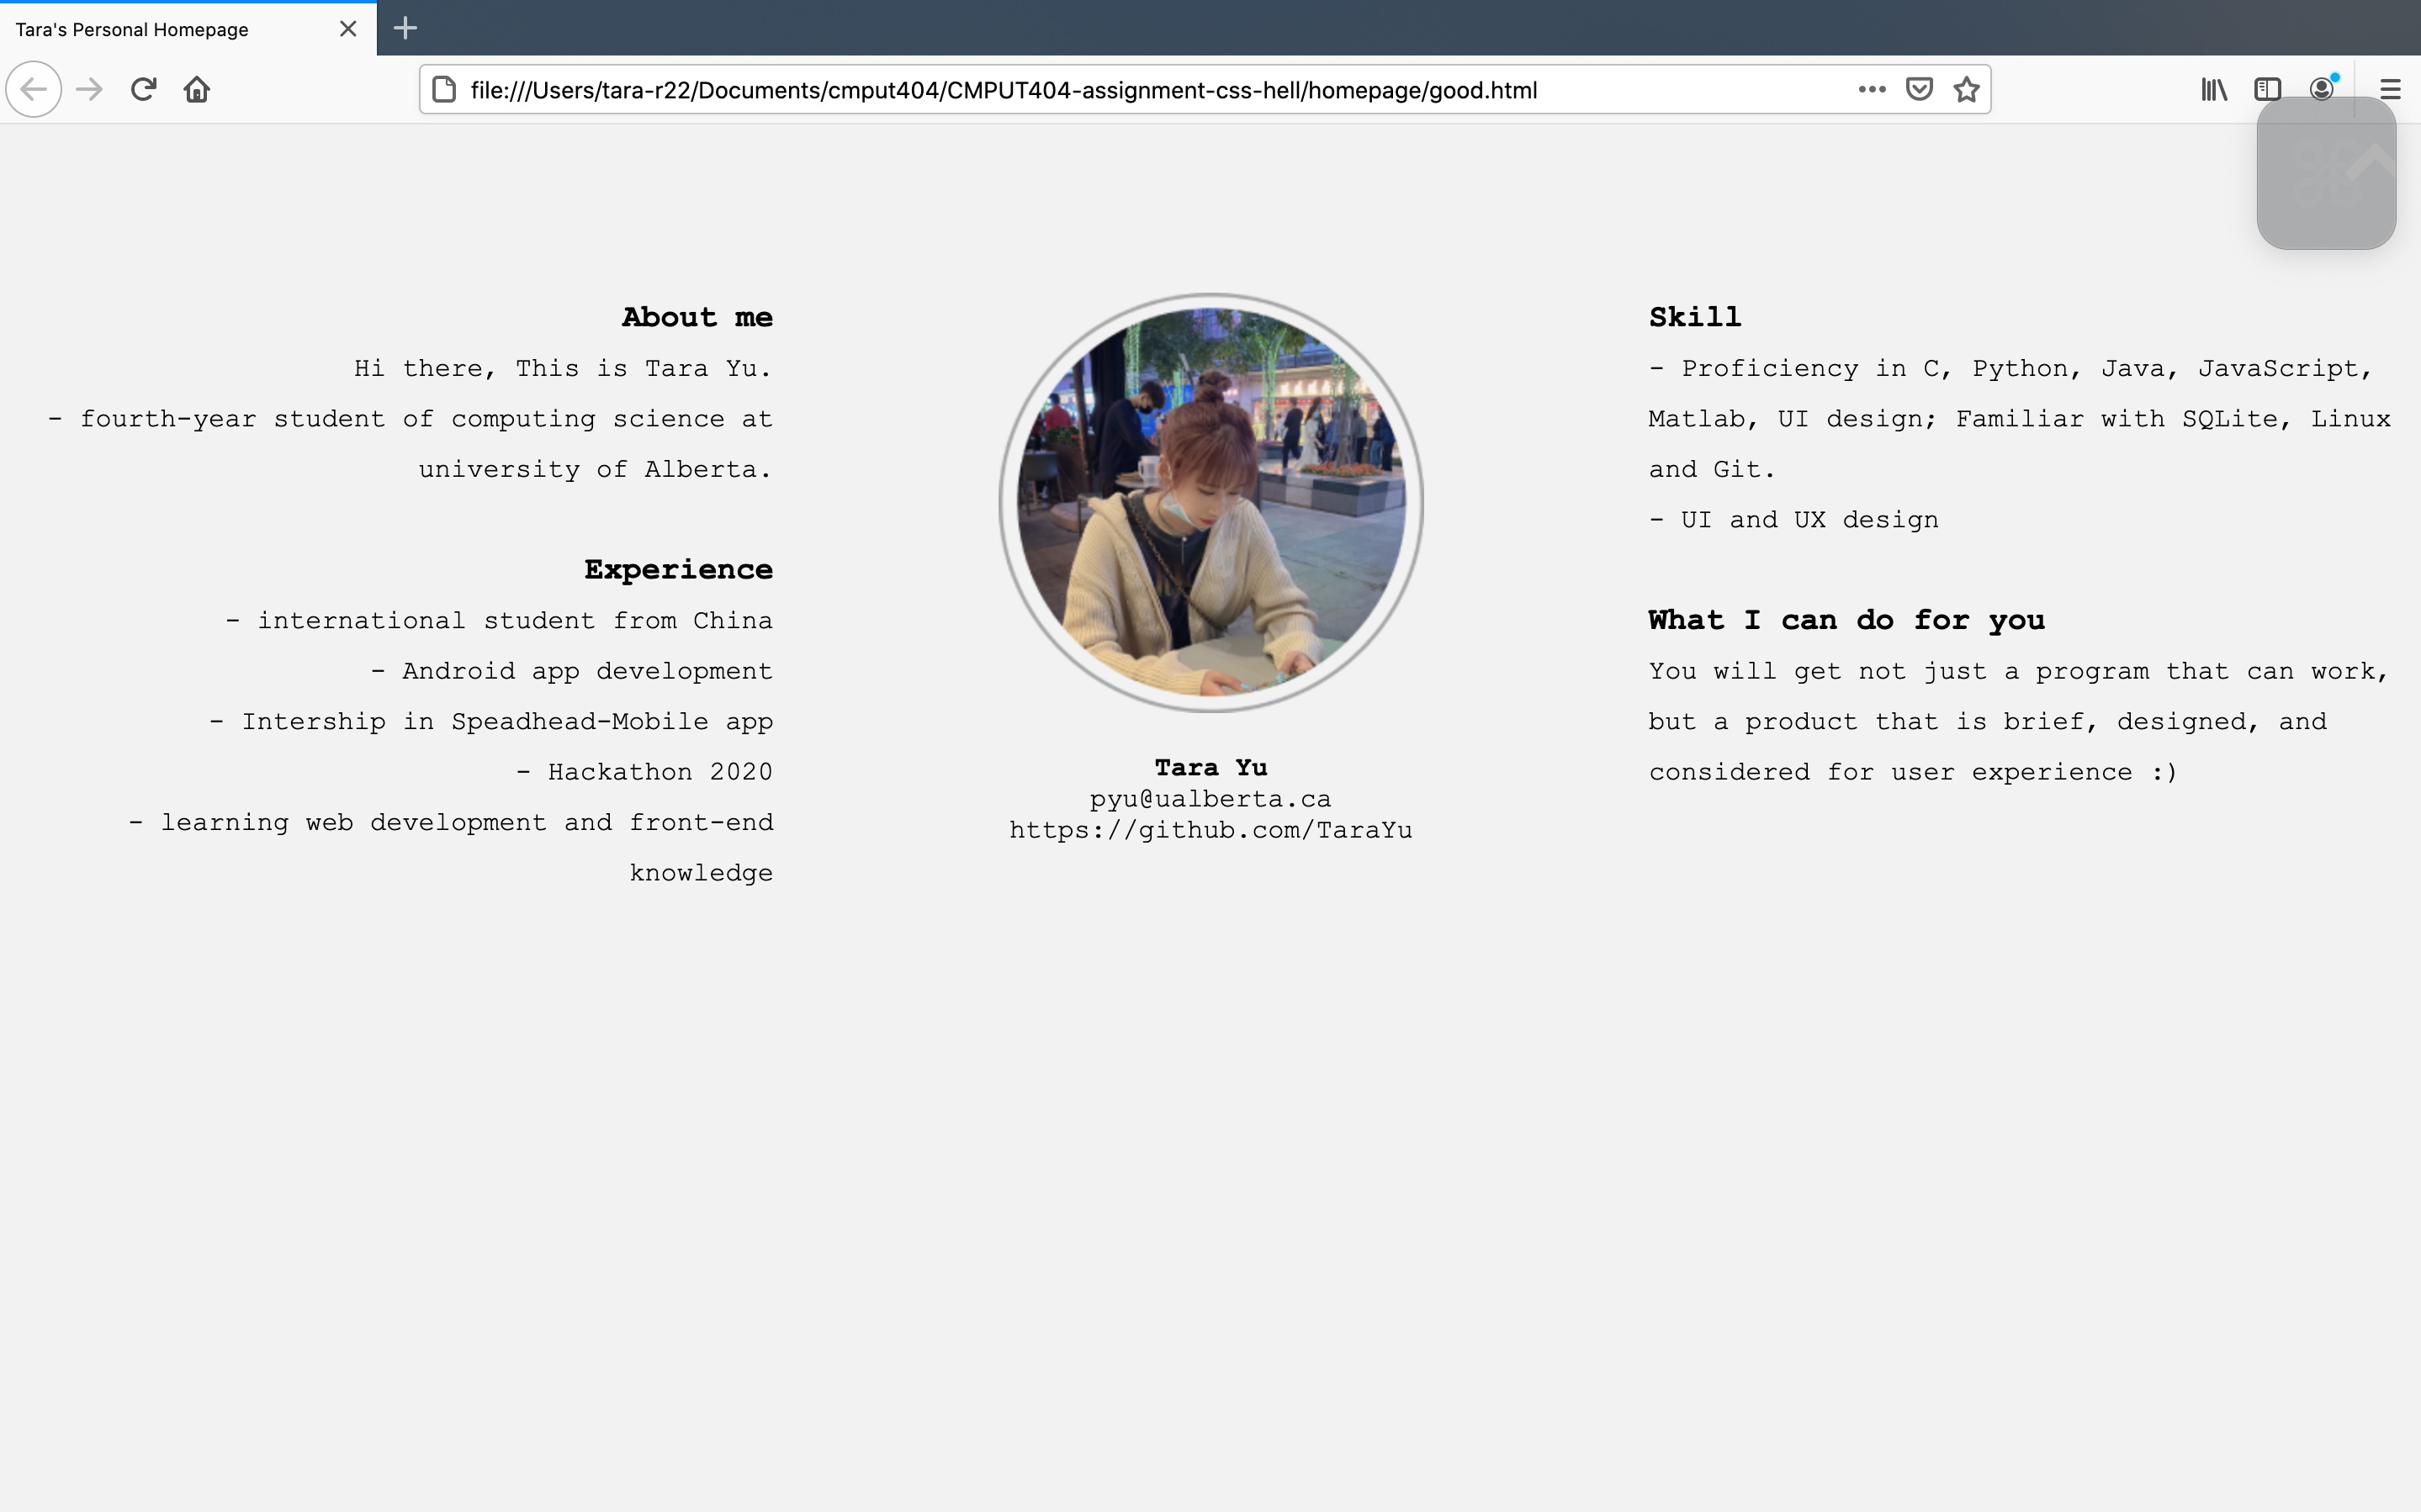 Tara's Personal Homepage
file:///Users/tara-r22/Documents/cmput404/CMPUT404-assignment-css-hell/homepage/good.html
About me
Hi there, This is Tara Yu.
- fourth-year student of computing science at
university of Alberta.
Experience
- international student from China
- Android app development
- Intership in Speadhead-Mobile app
- Hackathon 2020
- learning web development and front-end
knowledge
Tara Yu
pyu@ualberta.ca
https://github.com/TaraYu
Skill
- Proficiency in C, Python, Java, JavaScript,
Matlab, UI design; Familiar with SQLite, Linux
and Git.
- UI and UX design
What I can do for you
You will get not just a program that can work,
but a product that is brief, designed, and
considered for user experience :)